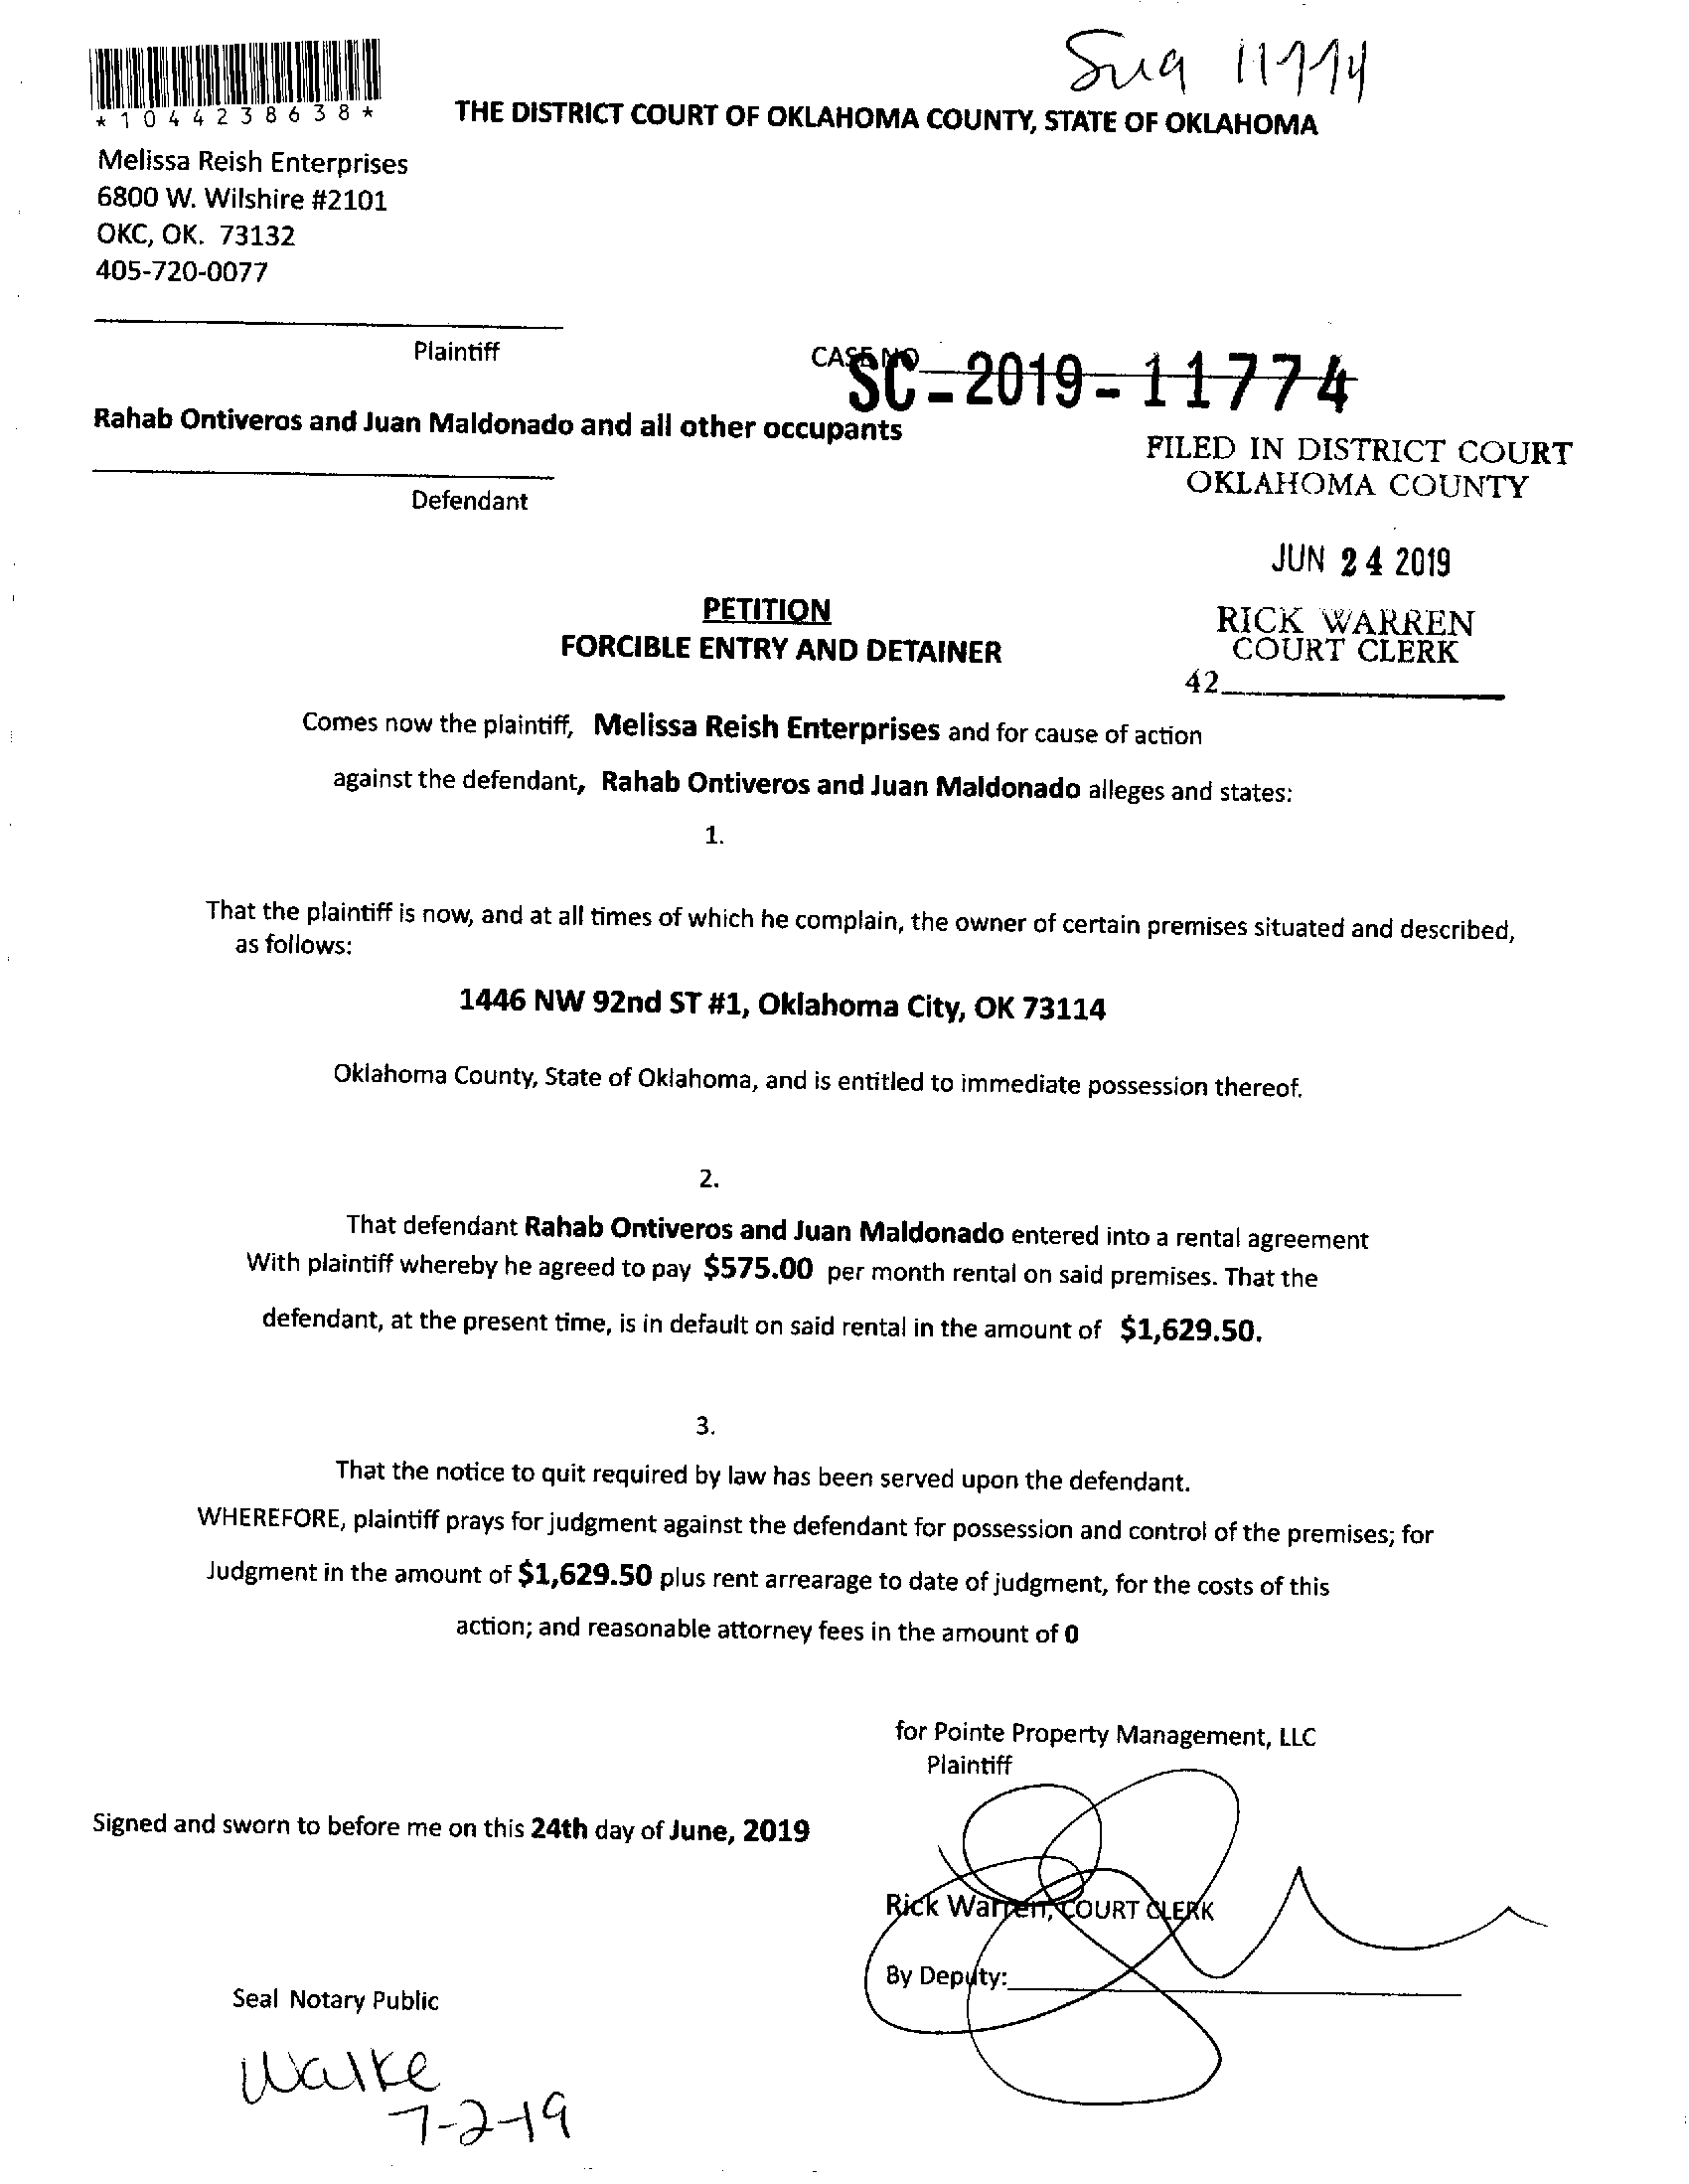 SC19 11774
*1044238638*
THE DISTRICT COURT OF OKLAHOMA COUNTY, STATE OF OKLAHOMA
Melissa Reish Enterprises
6800 W. Wilshire #2101
OKC, OK. 73132
405-720-0077
Plaintiff
CASE NO
SC-2019-11774
Rahab Ontiveros and Juan Maldonado and all other occupants
FILED IN DISTRICT COURT
OKLAHOMA COUNTY
Defendant
JUN 24 2019
PETITION
RICK WARREN
FORCIBLE ENTRY AND DETAINER
COURT CLERK
42
Comes now the plaintiff, Melissa Reish Enterprises and for cause of action
against the defendant, Rahab Ontiveros and Juan Maldonado alleges and states:
1.
That the plaintiff is now, and at all times of which he complain, the owner of certain premises situated and described,
as follows:
1446 NW 92nd ST #1, Oklahoma City, OK 73114
Oklahoma County, State of Oklahoma, and is entitled to immediate possession thereof.
2.
That defendant Rahab Ontiveros and Juan Maldonado entered into a rental agreement
With plaintiff whereby he agreed to pay $575.00 per month rental on said premises. That the
defendant, at the present time, is in default on said rental in the amount of $1,629.50.
3.
That the notice to quit required by law has been served upon the defendant.
WHEREFORE, plaintiff prays for judgment against the defendant for possession and control of the premises; for
Judgment in the amount of $1,629.50 plus rent arrearage to date of judgment, for the costs of this
action; and reasonable attorney fees in the amount of 0
for Pointe Property Management, LLC
Plaintiff
Signed and sworn to before me on this 24th day of June, 2019
Rick Warren, COURT CLERK
By Deputy:
Seal Notary Public
Walke
7-2-19